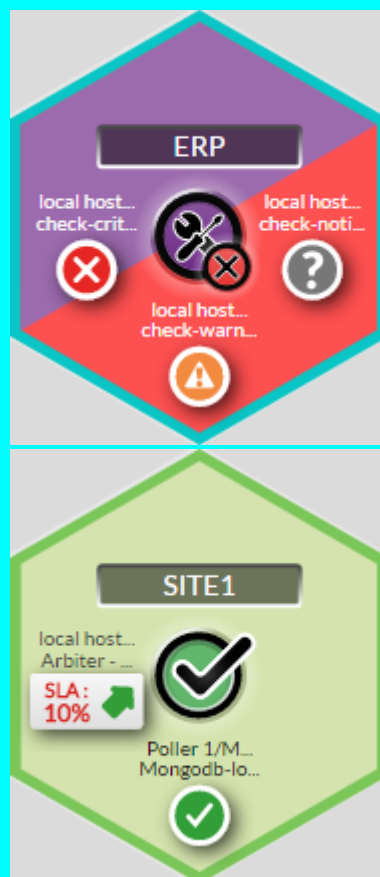 ERP
local host...
check-crit...
local host...
check-noti...
local host...
check-warn...
SITE1
local host...
Arbiter - ...
SLA :
10%
Poller 1/M...
Mongodb-lo...